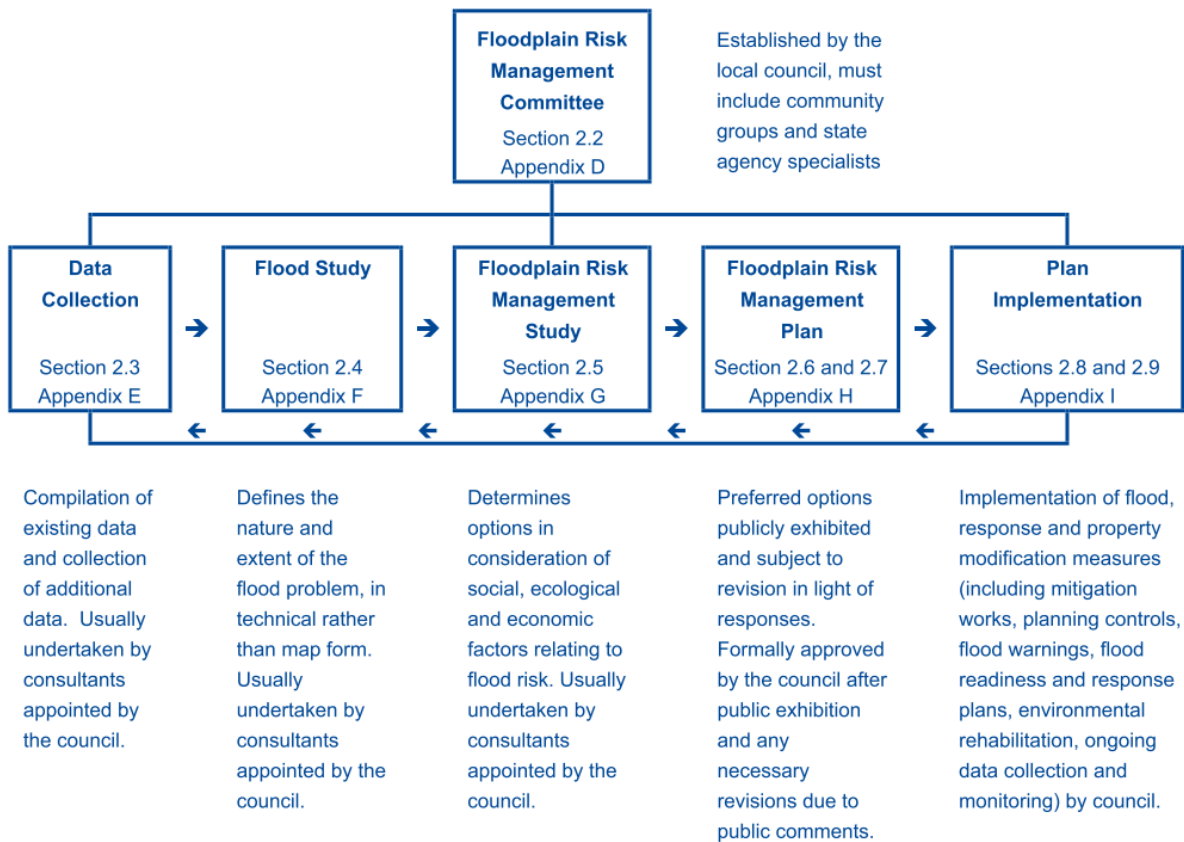 Floodplain Risk
Management
Committee
Section 2.2
Appendix D
Established by the
local council, must
include community
groups and state
agency specialists
Data
Collection
Section 2.3
Appendix E
Flood Study
Section 2.4
Appendix F
Floodplain Risk
Management
Study
Section 2.5
Appendix G
Floodplain Risk
Management
Plan
Section 2.6 and 2.7
Appendix H
Plan
Implementation
Sections 2.8 and 2.9
Appendix I
Compilation of
existing data
and collection
of additional
data.  Usually
undertaken by
consultants
appointed by
the council.
Defines the
nature and
extent of the
flood problem, in
technical rather
than map form.
Usually
undertaken by
consultants
appointed by the
council.
Determines
options in
consideration of
social, ecological
and economic
factors relating to
flood risk. Usually
undertaken by
consultants
appointed by the
council.
Preferred options
publicly exhibited
and subject to
revision in light of
responses.
Formally approved
by the council after
public exhibition
and any
necessary
revisions due to
public comments.
Implementation of flood,
response and property
modification measures
(including mitigation
works, planning controls,
flood warnings, flood
readiness and response
plans, environmental
rehabilitation, ongoing
data collection and
monitoring) by council.